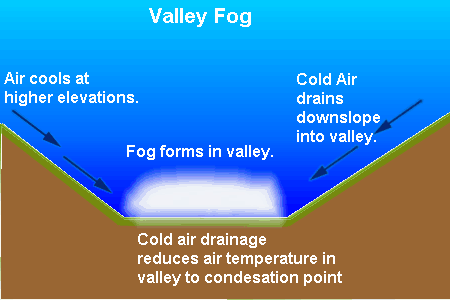 Valley Fog
Air cools at
higher elevations.
Cold Air
drains
downslope
into valley.
Fog forms in valley.
Cold air drainage
reduces air temperature in
valley to condesation point